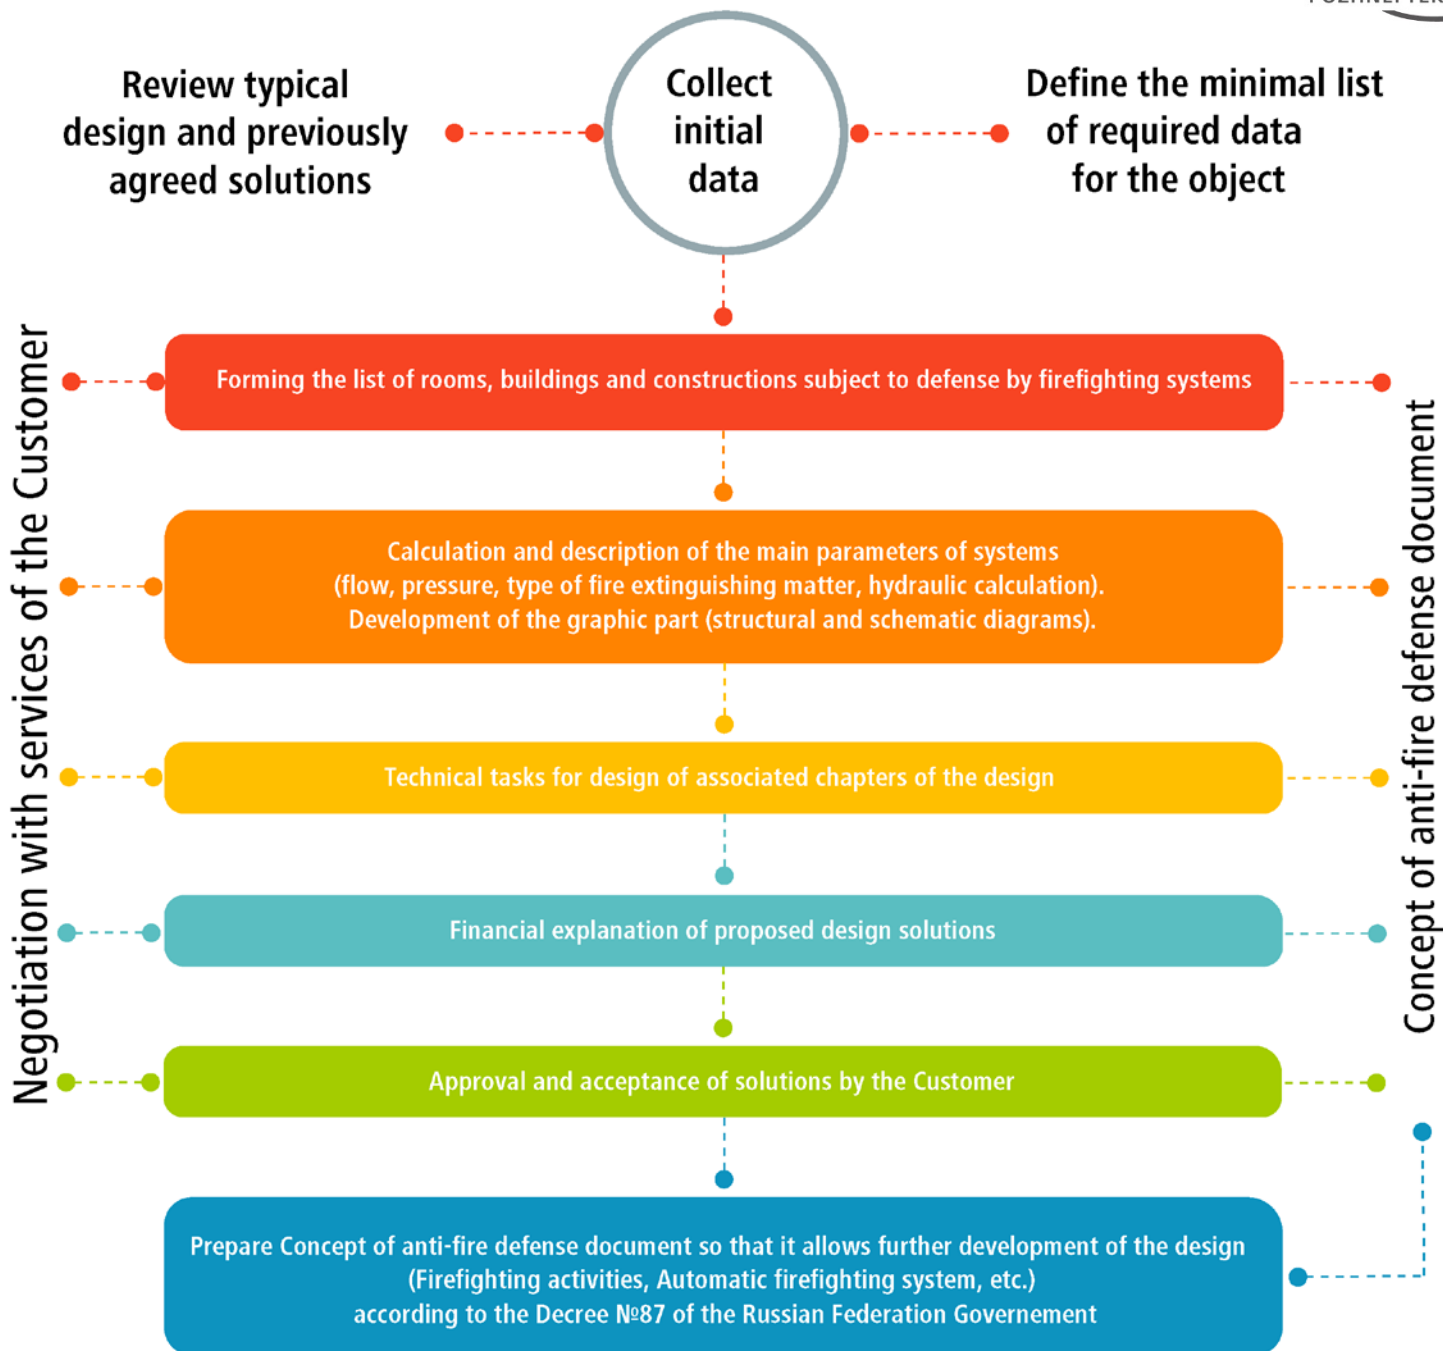 Review typical
design and previously
agreed solutions
Collect
initial
data
Define the minimal list
of required data
for the object
Negotiation with services of the Customer
Forming the list of rooms, buildings and constructions subject to defense by firefighting systems
Calculation and description of the main parameters of systems
(flow, pressure, type of fire extinguishing matter, hydraulic calculation).
Development of the graphic part (structural and schematic diagrams).
Technical tasks for design of associated chapters of the design
Financial explanation of proposed design solutions
Approval and acceptance of solutions by the Customer
Prepare Concept of anti-fire defense document so that it allows further development of the design
(Firefighting activities, Automatic firefighting system, etc.)
according to the Decree №87 of the Russian Federation Governement
Concept of anti-fire defense document